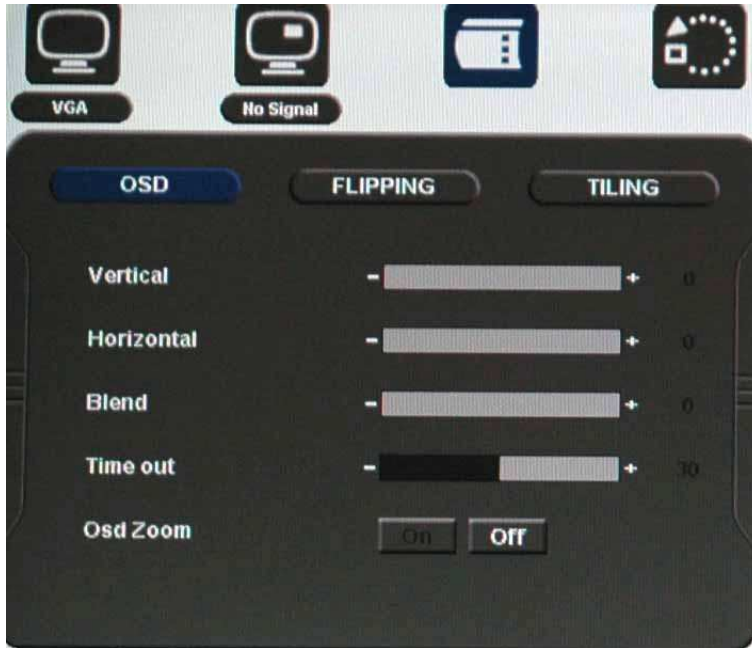 VGA No Signal
OSD FLIPPING TILING
Vertical - + 0
Horizontal - + 0
Blend - + 0
Time out - + 30
Osd Zoom On Off